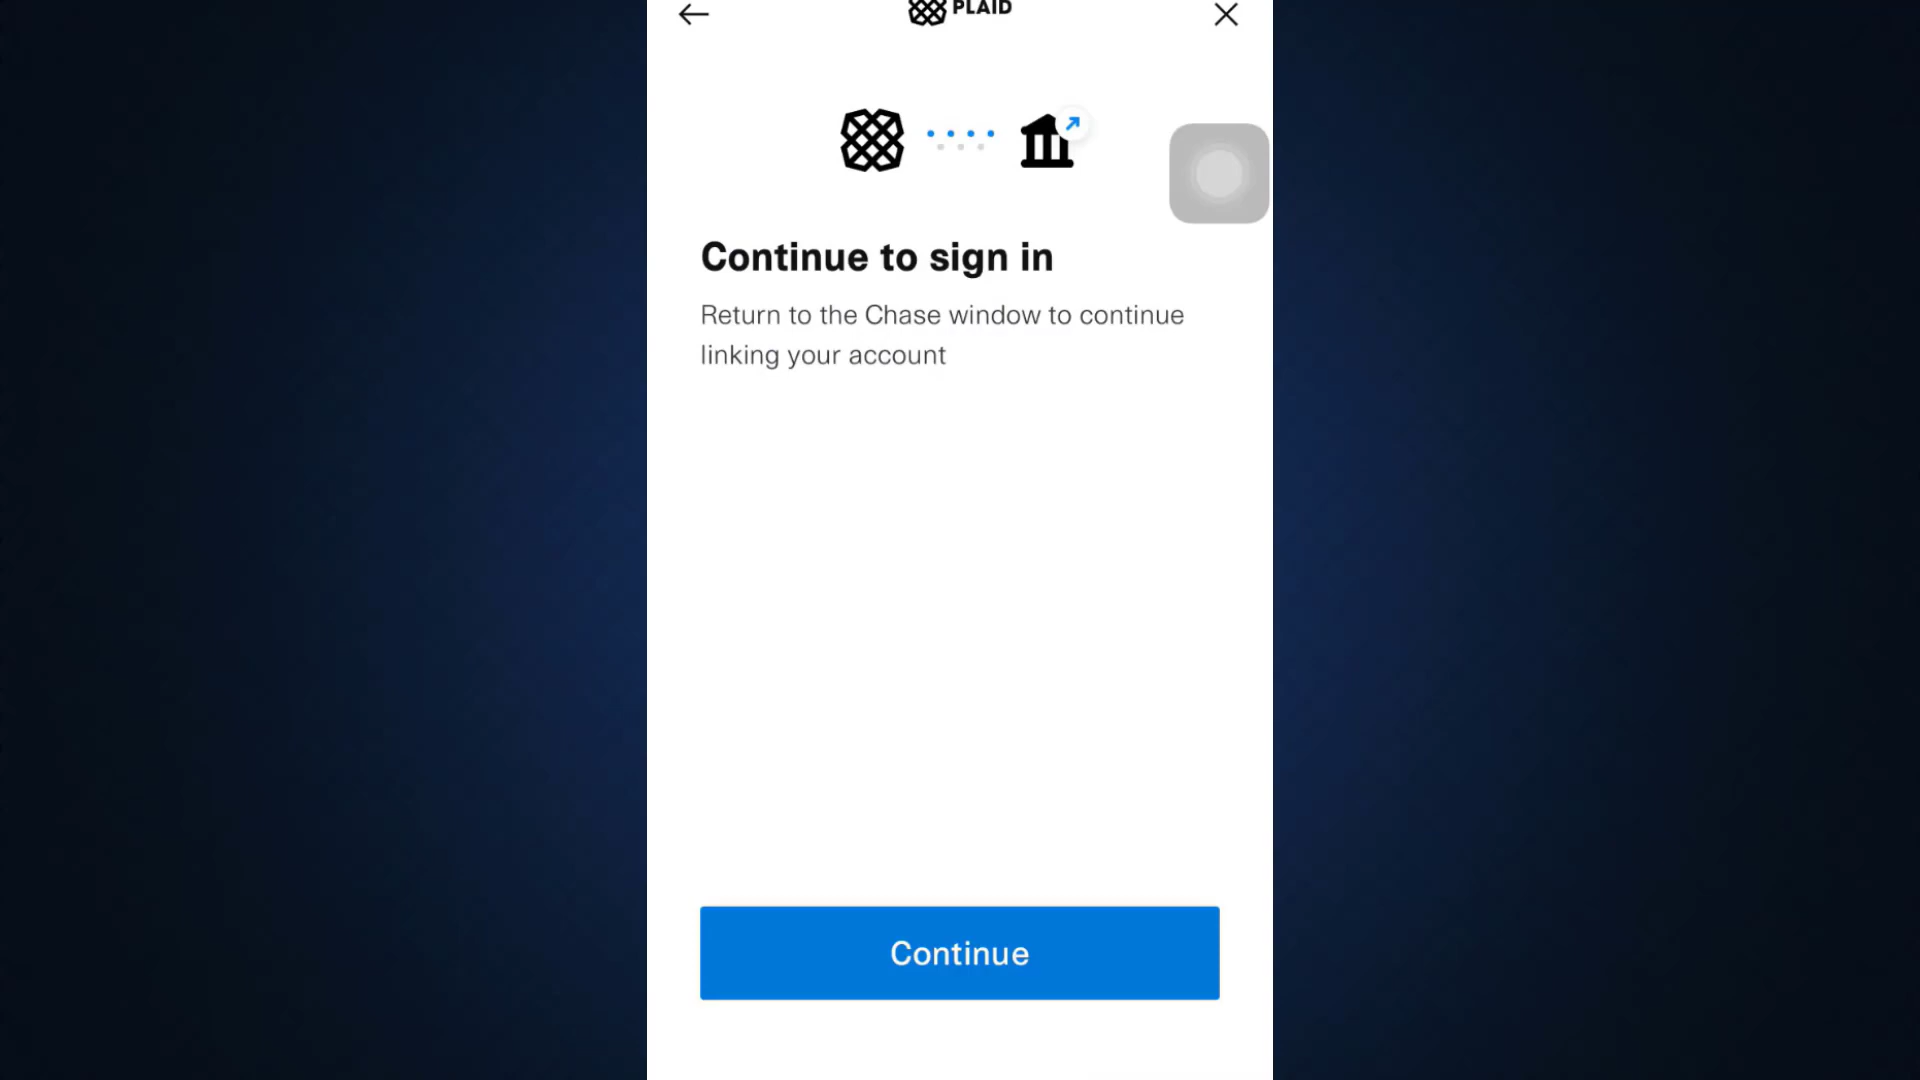 PLAID
Continue to sign in
Return to the Chase window to continue
linking your account
Continue